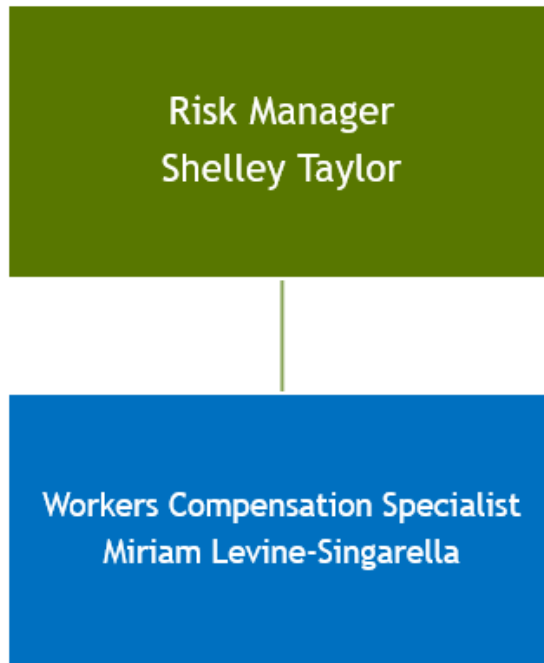 Risk Manager
Shelley Taylor
Workers Compensation Specialist
Miriam Levine-Singarella